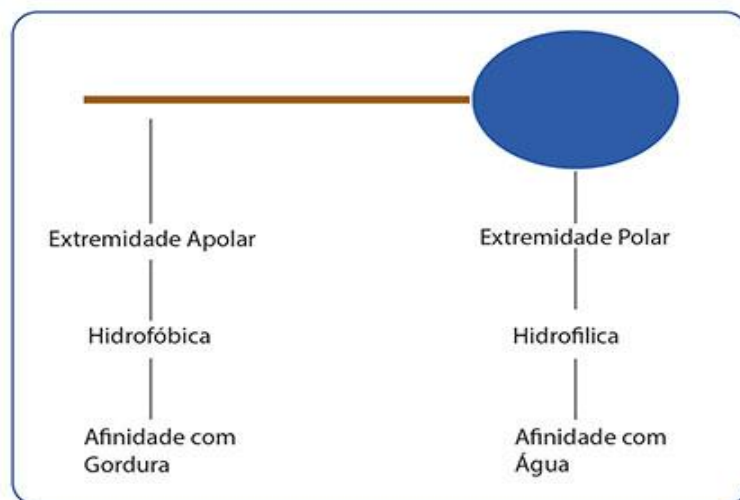 Extremidade Apolar
Hidrofóbica
Afinidade com
Gordura
Extremidade Polar
Hidrofilica
Afinidade com
Água